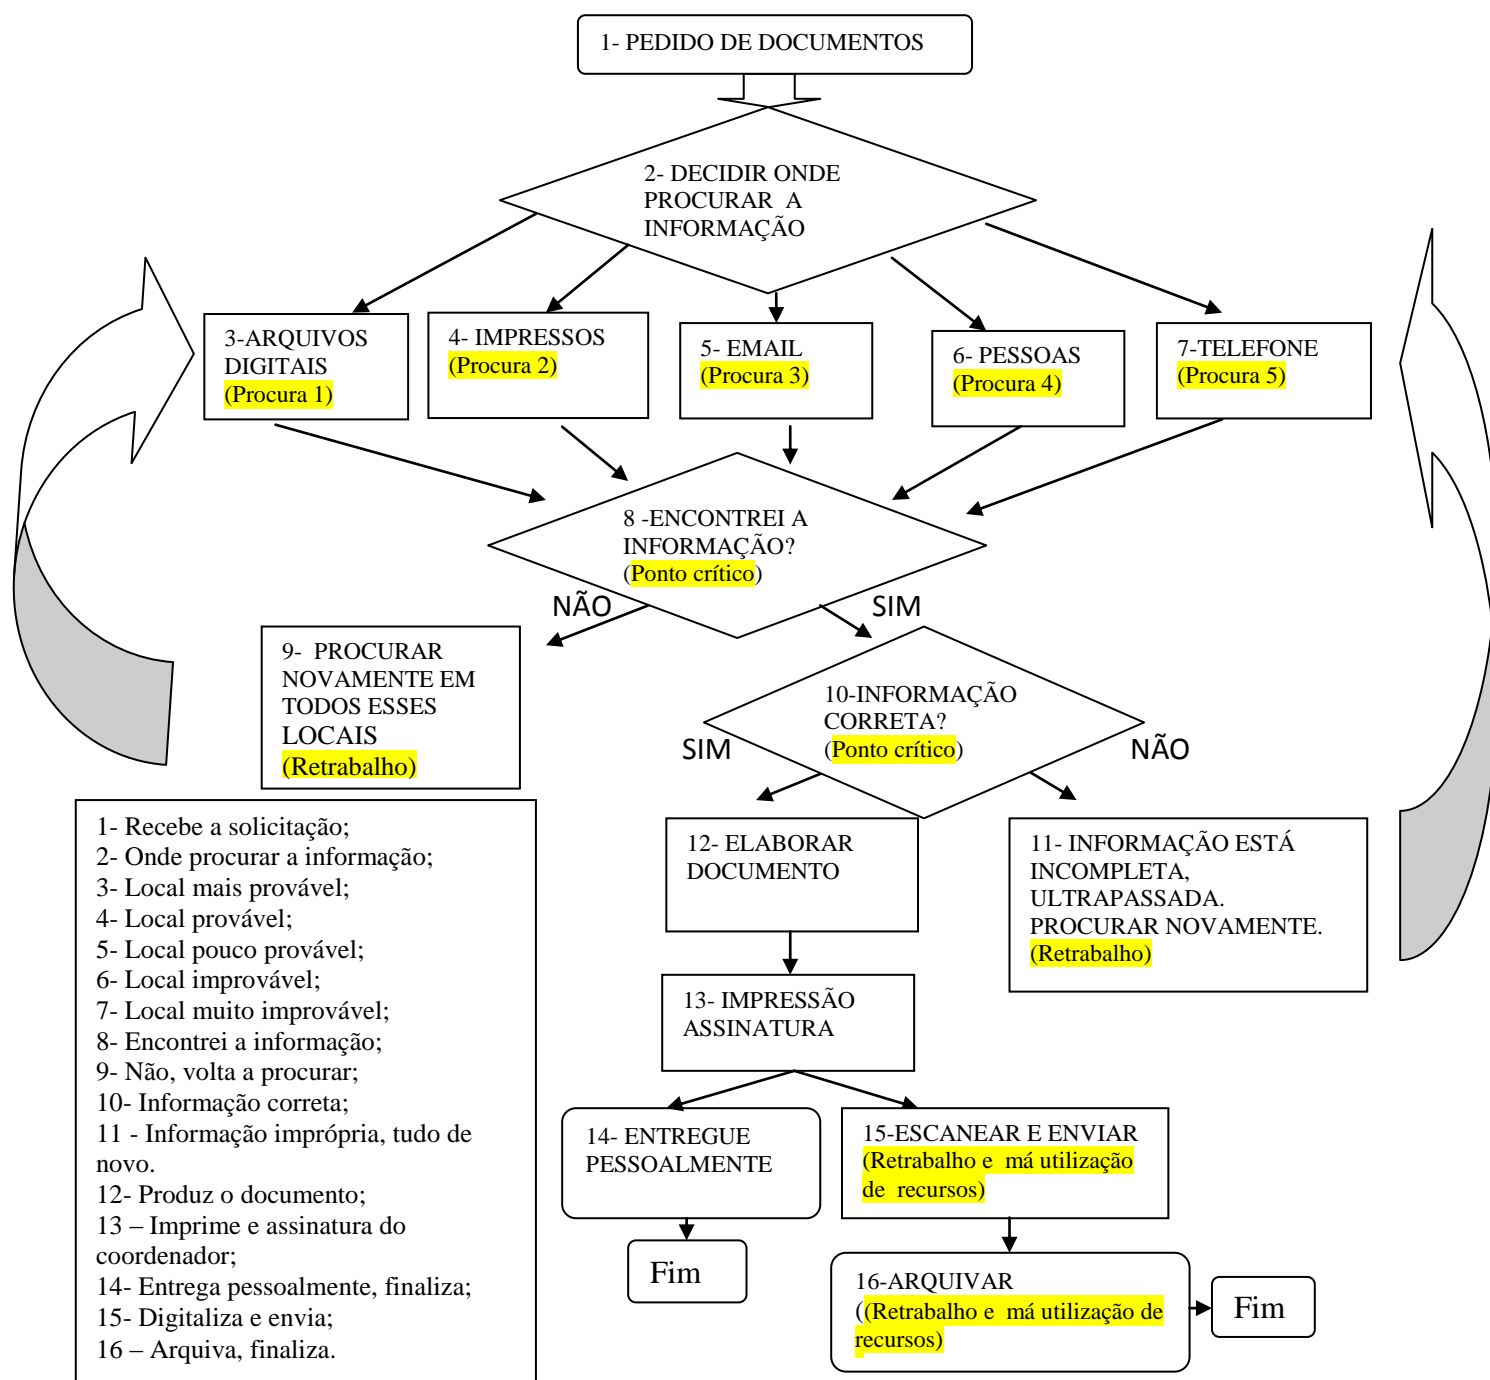 1- PEDIDO DE DOCUMENTOS
2- DECIDIR ONDE
PROCURAR A
INFORMAÇÃO
3-ARQUIVOS
DIGITAIS
(Procura 1)
4- IMPRESSOS
(Procura 2)
5- EMAIL
(Procura 3)
6- PESSOAS
(Procura 4)
7-TELEFONE
(Procura 5)
8 -ENCONTREI A
INFORMAÇÃO?
(Ponto crítico)
NÃO
SIM
9- PROCURAR
NOVAMENTE EM
TODOS ESSES
LOCAIS
(Retrabalho)
10-INFORMAÇÃO
CORRETA?
(Ponto crítico)
SIM
NÃO
12- ELABORAR
DOCUMENTO
11- INFORMAÇÃO ESTÁ
INCOMPLETA,
ULTRAPASSADA.
PROCURAR NOVAMENTE.
(Retrabalho)
13- IMPRESSÃO
ASSINATURA
14- ENTREGUE
PESSOALMENTE
15-ESCANEAR E ENVIAR
(Retrabalho e má utilização
de recursos)
Fim
16-ARQUIVAR
((Retrabalho e má utilização de
recursos)
Fim
1- Recebe a solicitação;
2- Onde procurar a informação;
3- Local mais provável;
4- Local provável;
5- Local pouco provável;
6- Local improvável;
7- Local muito improvável;
8- Encontrei a informação;
9- Não, volta a procurar;
10- Informação correta;
11 - Informação imprópria, tudo de
novo.
12- Produz o documento;
13 – Imprime e assinatura do
coordenador;
14- Entrega pessoalmente, finaliza;
15- Digitaliza e envia;
16 – Arquiva, finaliza.